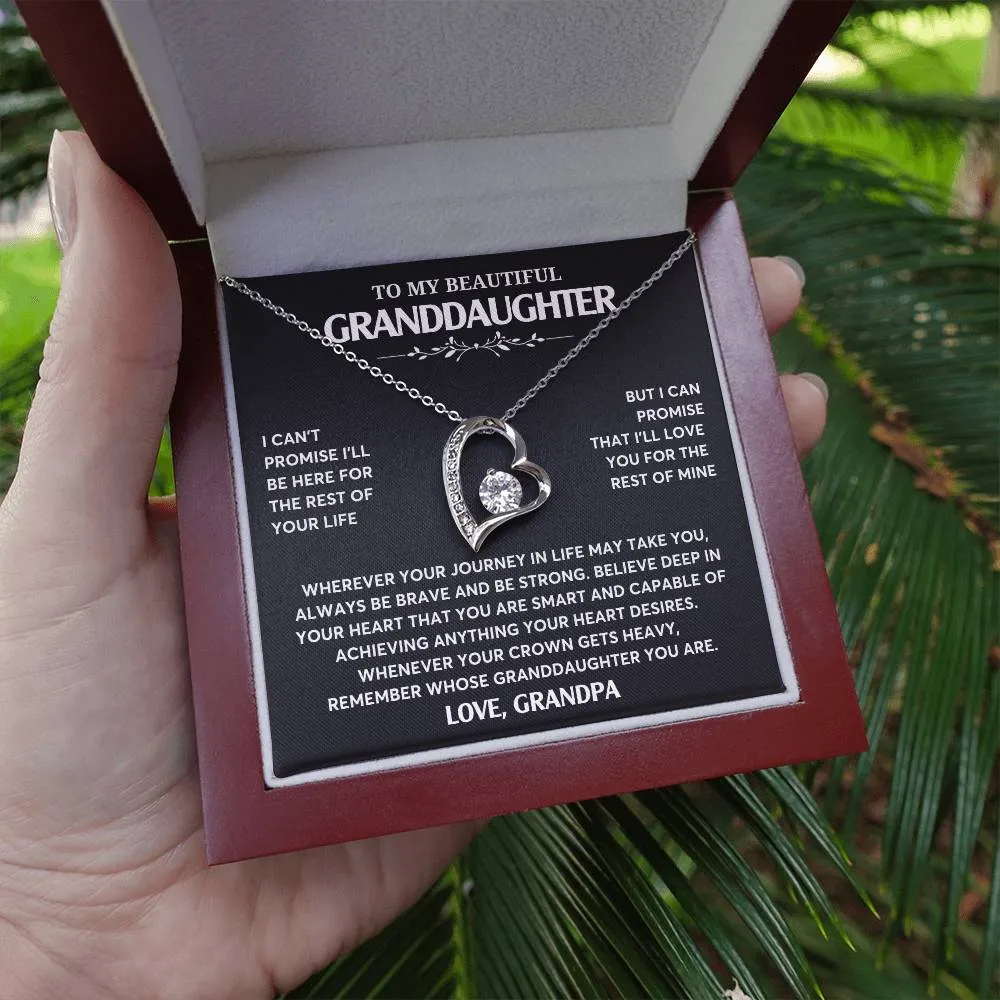 TO MY BEAUTIFUL
GRANDDAUGHTER
I CAN'T
PROMISE I'LL
BE HERE FOR
THE REST OF
YOUR LIFE
BUT I CAN
PROMISE
THAT I'LL LOVE
YOU FOR THE
REST OF MINE
WHEREVER YOUR JOURNEY IN LIFE MAY TAKE YOU,
ALWAYS BE BRAVE AND BE STRONG. BELIEVE DEEP IN
YOUR HEART THAT YOU ARE SMART AND CAPABLE OF
ACHIEVING ANYTHING YOUR HEART DESIRES.
WHENEVER YOUR CROWN GETS HEAVY,
REMEMBER WHOSE GRANDDAUGHTER YOU ARE.
LOVE, GRANDPA